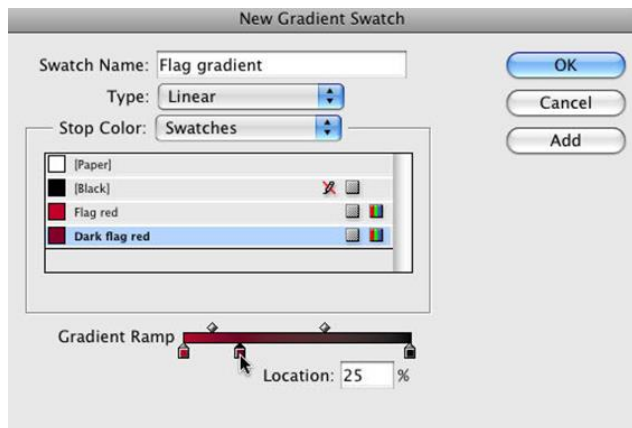 New Gradient Swatch
Swatch Name: Flag gradient
OK
Type: Linear
Cancel
Stop Color: Swatches
Add
[Paper]
[Black]
Flag red
Dark flag red
Gradient Ramp
Location: 25 %